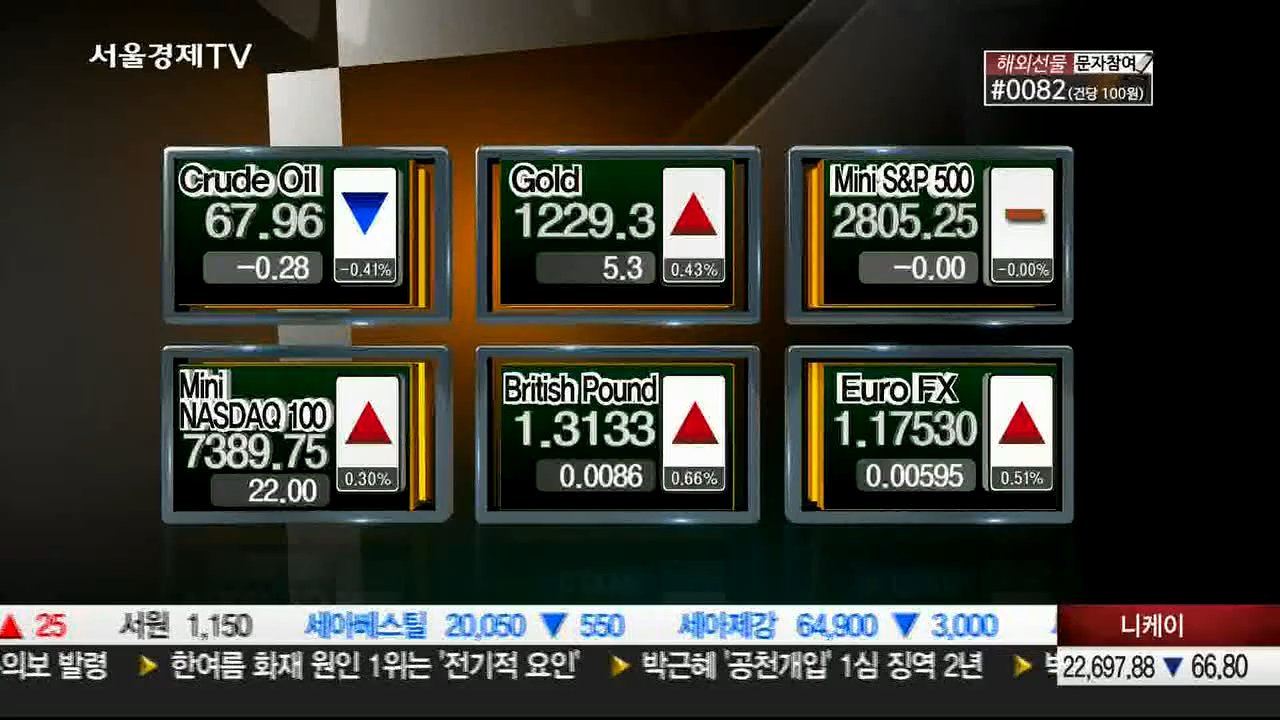 서울경제TV
해외선물 문자참여
#0082(건당 100원)
Crude Oil
67.96
-0.28
-0.41%
Gold
1229.3
5.3
0.43%
Mini S&P 500
2805.25
-0.00
-0.00%
Mini
NASDAQ 100
7389.75
22.00
0.30%
British Pound
1.3133
0.0086
0.66%
Euro FX
1.17530
0.00595
0.51%
▲ 25 서원 1,150 세아베스틸 20,050 ▼ 550 세아제강 64,900 ▼ 3,000
니케이
의보 발령 ▶ 한여름 화재 원인 1위는 '전기적 요인' ▶ 박근혜 '공천개입' 1심 징역 2년 ▶
22,697.88 ▼ 66.80